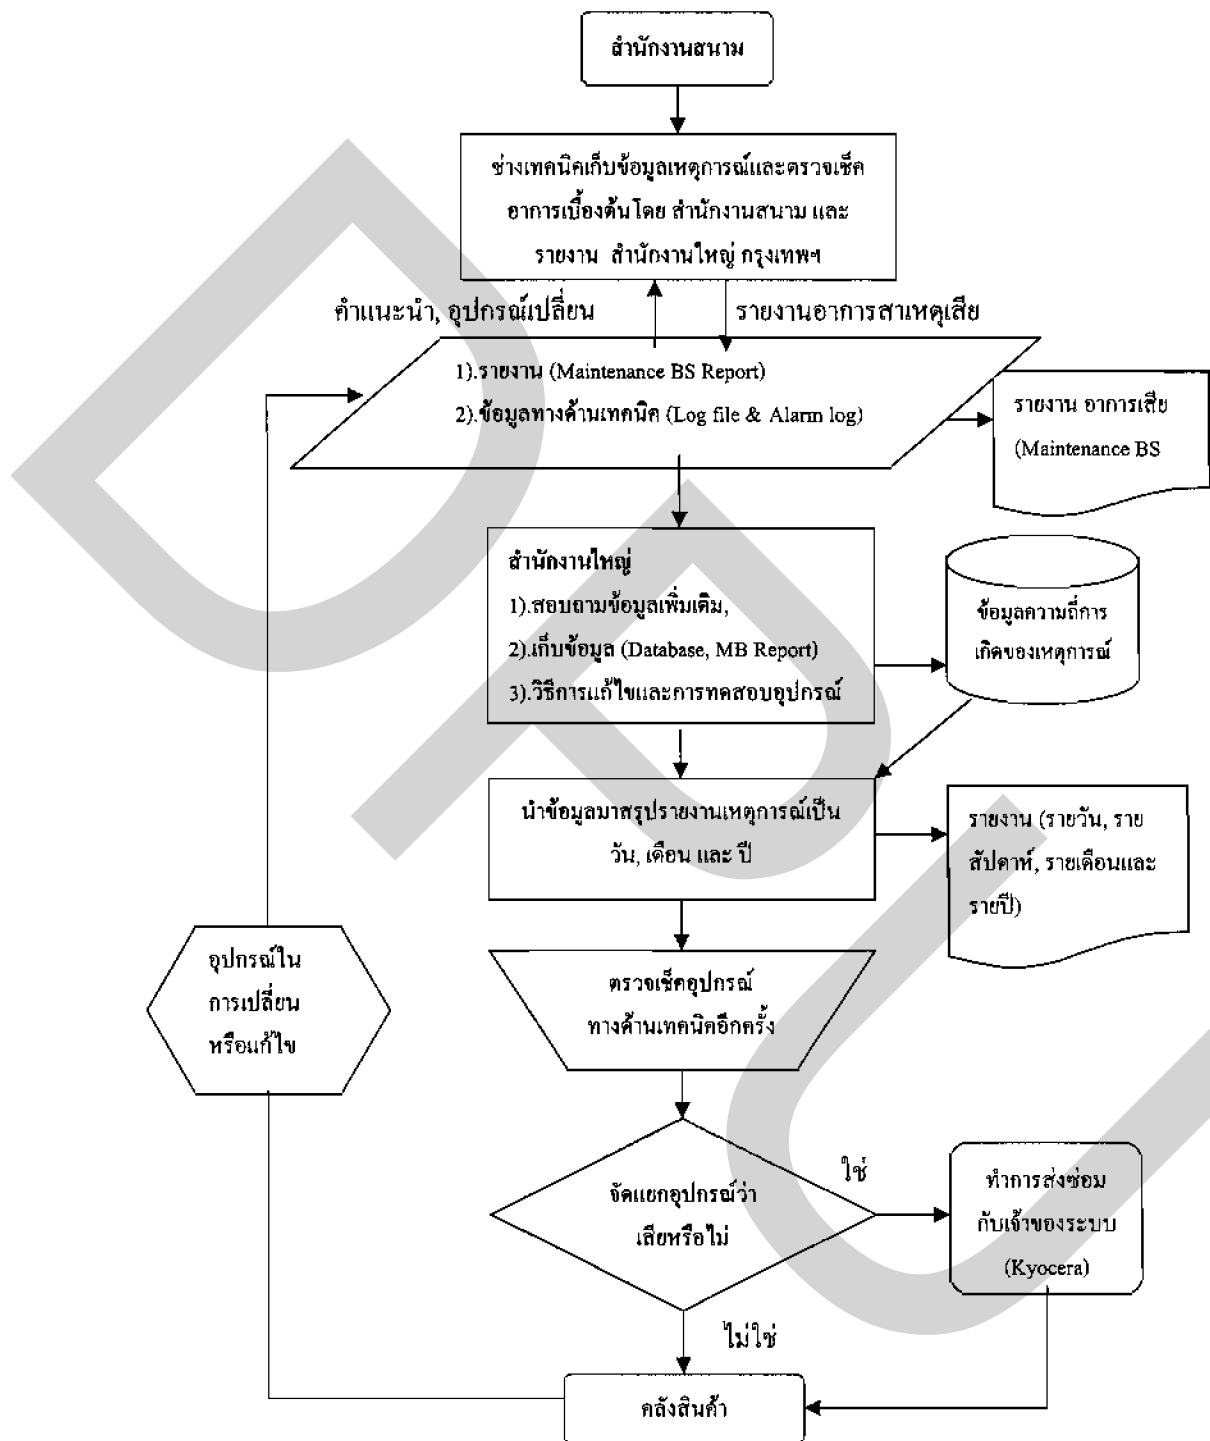 สำนักงานสนาม
ช่างเทคนิคเก็บข้อมูลเหตุการณ์และตรวจเช็ค
อาการเบื้องต้นโดย สำนักงานสนาม และ
รายงาน สำนักงานใหญ่ กรุงเทพฯ
คำแนะนำ, อุปกรณ์เปลี่ยน
รายงานอาการสาเหตุเสีย
1).รายงาน (Maintenance BS Report)
2).ข้อมูลทางด้านเทคนิค (Log file & Alarm log)
รายงาน อาการเสีย
(Maintenance BS
สำนักงานใหญ่
1).สอบถามข้อมูลเพิ่มเติม,
2).เก็บข้อมูล (Database, MB Report)
3).วิธีการแก้ไขและการทดสอบอุปกรณ์
ข้อมูลความถี่การ
เกิดของเหตุการณ์
นำข้อมูลมาสรุปรายงานเหตุการณ์เป็น
วัน, เดือน และ ปี
รายงาน (รายวัน, ราย
สัปดาห์, รายเดือนและ
รายปี)
อุปกรณ์ใน
การเปลี่ยน
หรือแก้ไข
ตรวจเช็คอุปกรณ์
ทางด้านเทคนิคอีกครั้ง
จัดแยกอุปกรณ์ว่า
เสียหรือไม่
ใช่
ทำการส่งซ่อม
กับเจ้าของระบบ
(Kyocera)
ไม่ใช่
คลังสินค้า
DPU